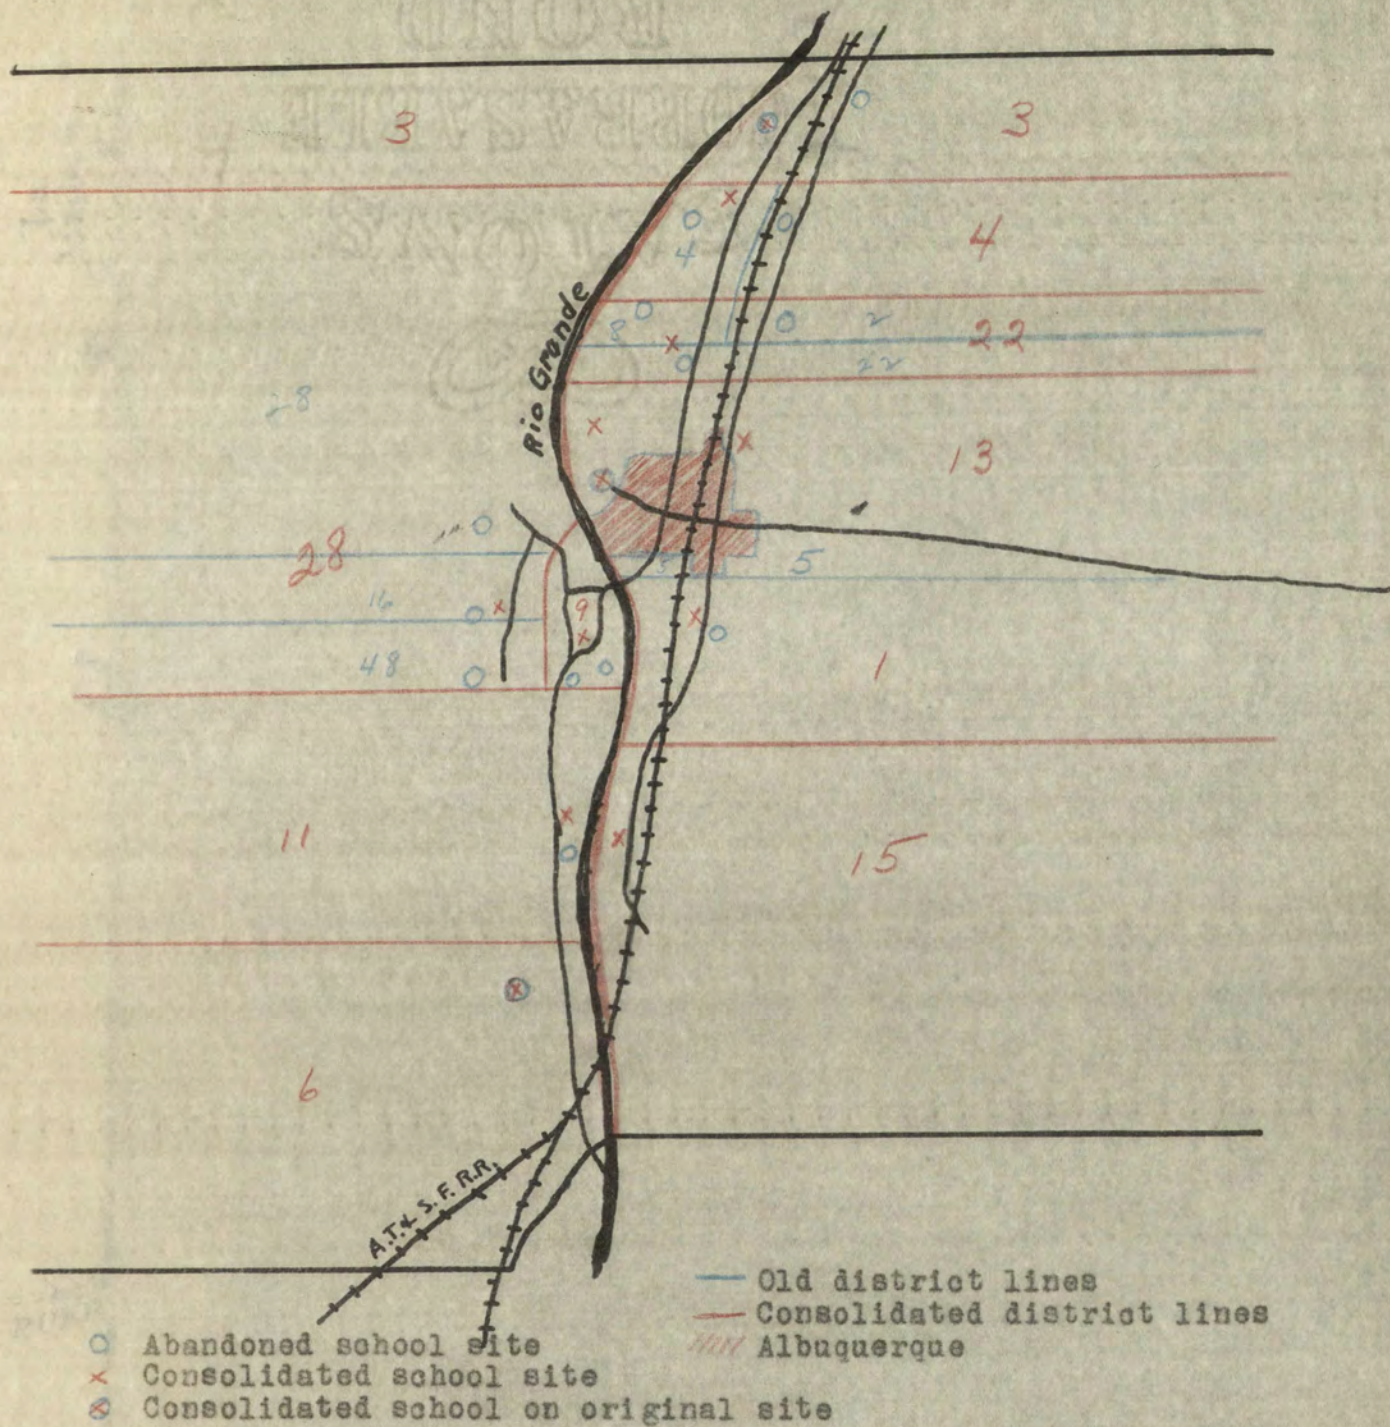 3
3
4
4
Rio Grande
8
2
22
22
28
13
28
5
5
16
9
48
1
11
15
6
A.T.& S.F. R.R.
Old district lines
Consolidated district lines
Albuquerque
Abandoned school site
Consolidated school site
Consolidated school on original site